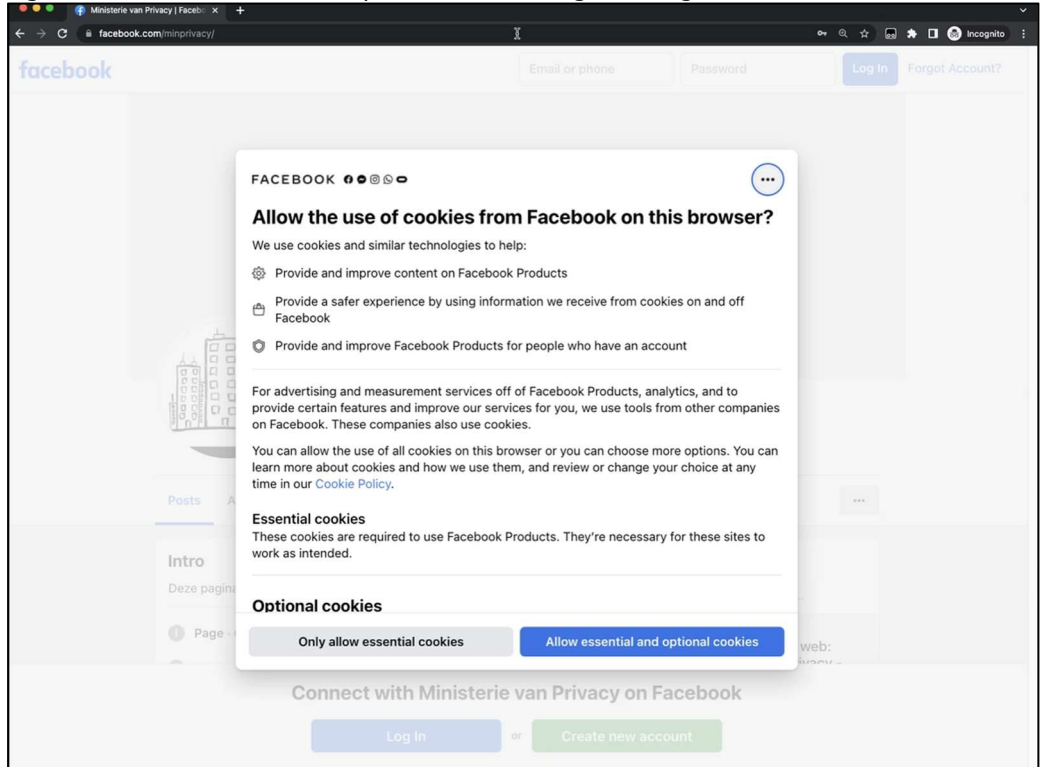 Ministerie van Privacy | Facebo
facebook.com/minprivacy/
Incognito
facebook
Email or phone
Password
Log In
Forgot Account?
FACEBOOK
Allow the use of cookies from Facebook on this browser?
We use cookies and similar technologies to help:
Provide and improve content on Facebook Products
Provide a safer experience by using information we receive from cookies on and off
Facebook
Provide and improve Facebook Products for people who have an account
For advertising and measurement services off of Facebook Products, analytics, and to
provide certain features and improve our services for you, we use tools from other companies
on Facebook. These companies also use cookies.
You can allow the use of all cookies on this browser or you can choose more options. You can
learn more about cookies and how we use them, and review or change your choice at any
time in our Cookie Policy.
Posts A
Essential cookies
These cookies are required to use Facebook Products. They're necessary for these sites to
work as intended.
Intro
Deze pagina
Optional cookies
Page ·
Only allow essential cookies
Allow essential and optional cookies
web:
Connect with Ministerie van Privacy on Facebook
Log In
or
Create new account